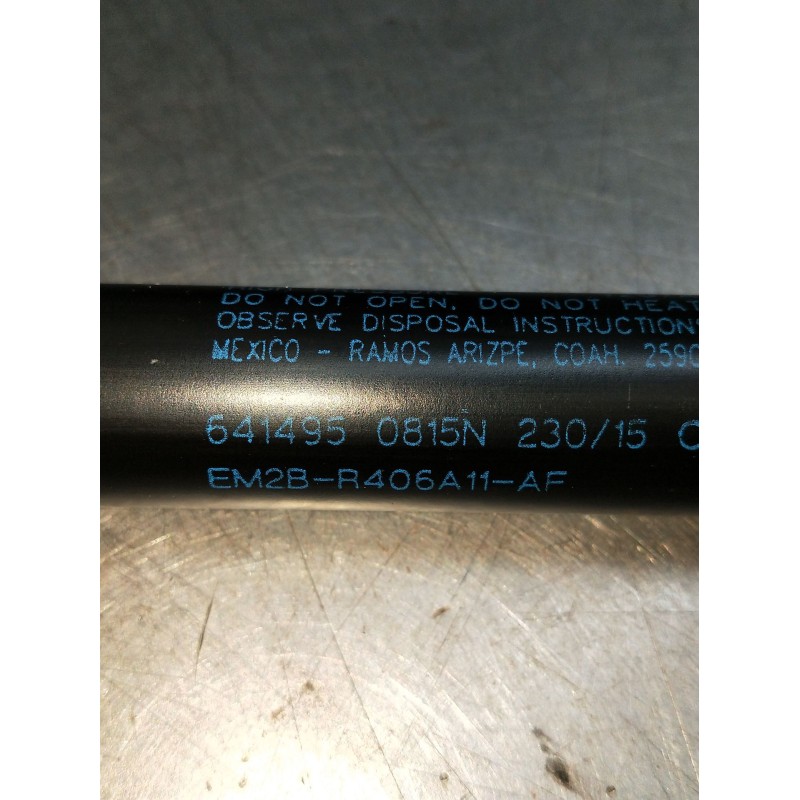 DO NOT OPEN, DO NOT HEAT
OBSERVE DISPOSAL INSTRUCTIONS
MEXICO - RAMOS ARIZPE, COAH. 2590
641495 0815N 230/15
EM2B-R406A11-AF